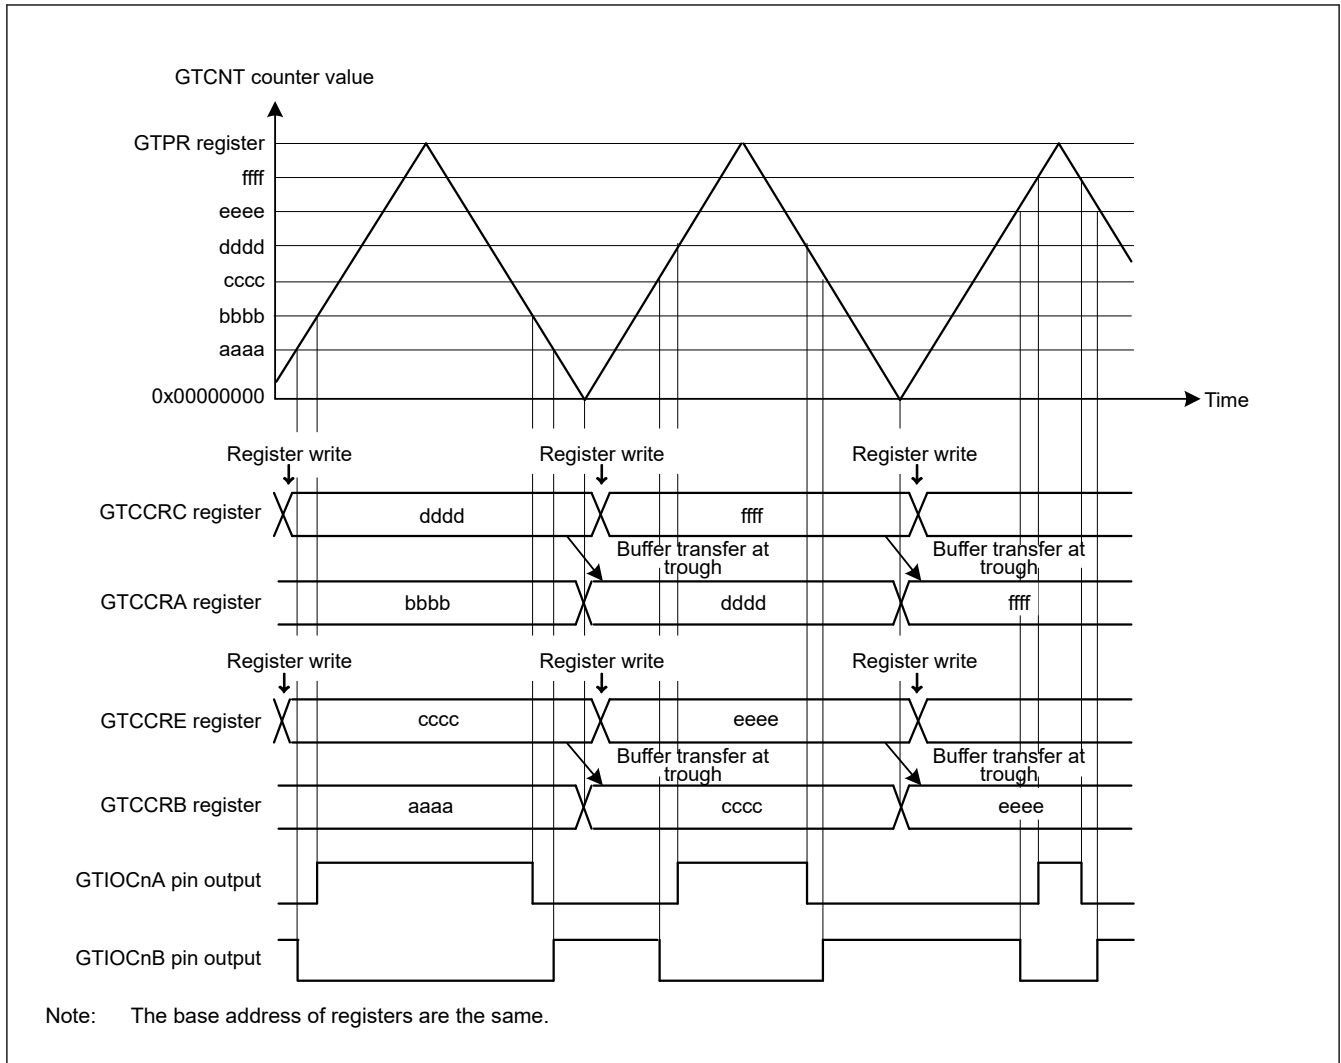 GTCNT counter value
GTPR register
ffff
eeee
dddd
cccc
bbbb
aaaa
0x00000000
Time
Register write
Register write
Register write
GTCCRC register
dddd
ffff
Buffer transfer at
trough
Buffer transfer at
trough
GTCCRA register
bbbb
dddd
ffff
Register write
Register write
Register write
GTCCRE register
cccc
eeee
Buffer transfer at
trough
Buffer transfer at
trough
GTCCRB register
aaaa
cccc
eeee
GTIOCnA pin output
GTIOCnB pin output
Note: The base address of registers are the same.